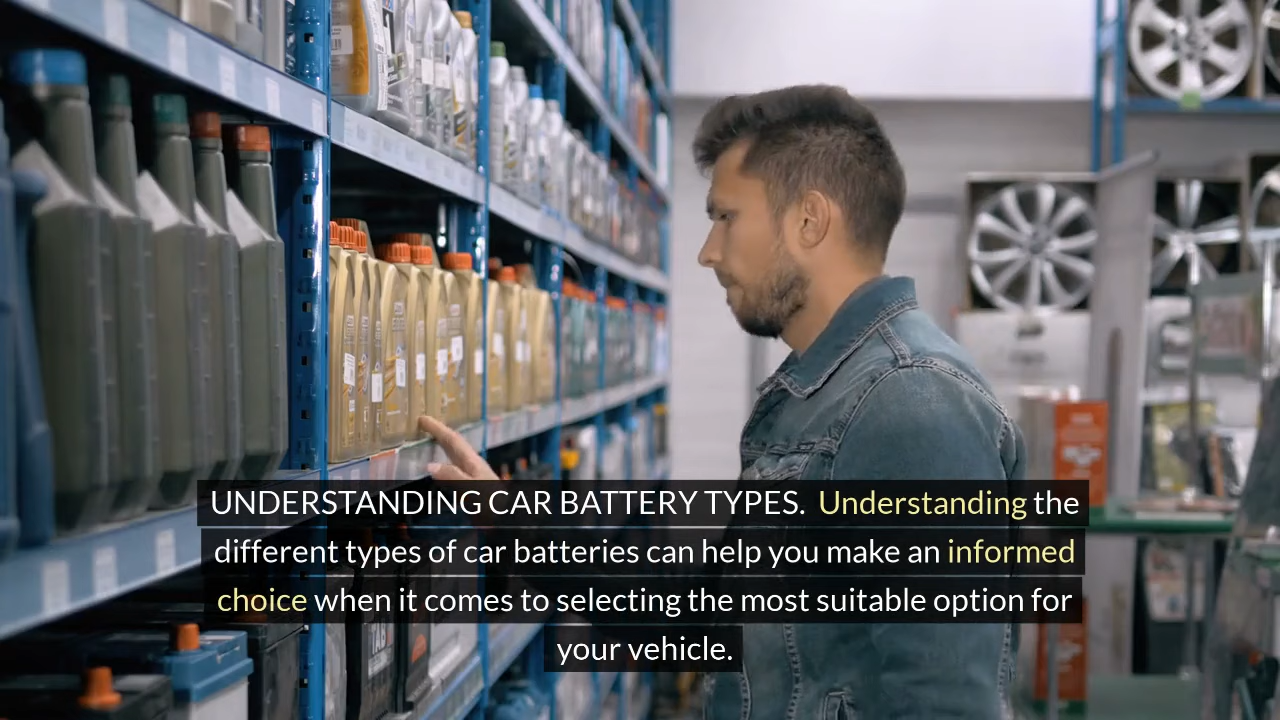 UNDERSTANDING CAR BATTERY TYPES. Understanding the
different types of car batteries can help you make an informed
choice when it comes to selecting the most suitable option for
your vehicle.